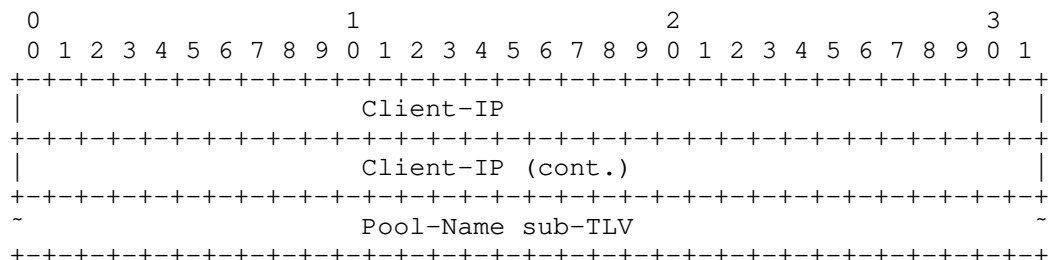 0                   1                   2                   3
 0 1 2 3 4 5 6 7 8 9 0 1 2 3 4 5 6 7 8 9 0 1 2 3 4 5 6 7 8 9 0 1
+-+-+-+-+-+-+-+-+-+-+-+-+-+-+-+-+-+-+-+-+-+-+-+-+-+-+-+-+-+-+-+-+
|                     Client-IP                                 |
+-+-+-+-+-+-+-+-+-+-+-+-+-+-+-+-+-+-+-+-+-+-+-+-+-+-+-+-+-+-+-+-+
|                     Client-IP (cont.)                         |
+-+-+-+-+-+-+-+-+-+-+-+-+-+-+-+-+-+-+-+-+-+-+-+-+-+-+-+-+-+-+-+-+
~                     Pool-Name sub-TLV                         ~
+-+-+-+-+-+-+-+-+-+-+-+-+-+-+-+-+-+-+-+-+-+-+-+-+-+-+-+-+-+-+-+-+